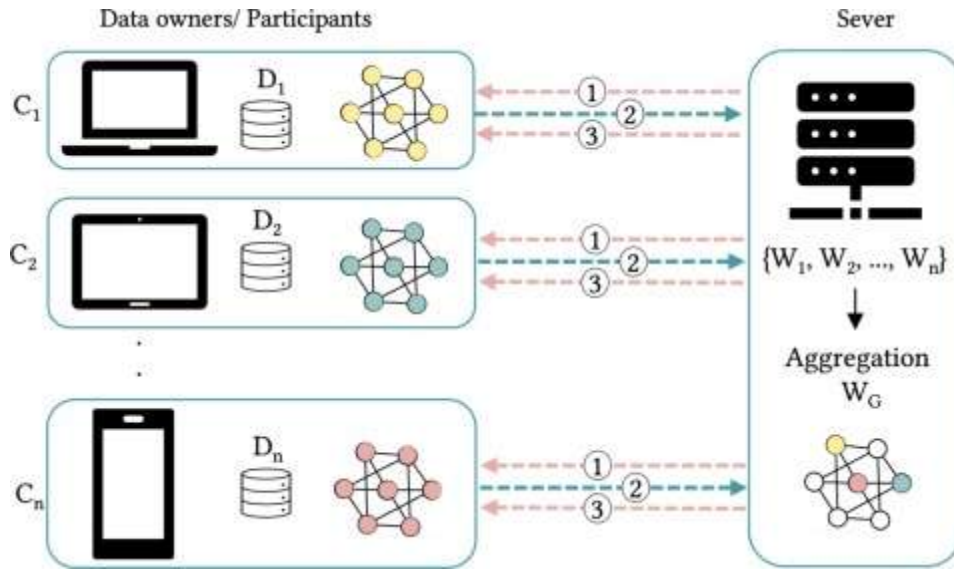 Data owners/ Participants
Sever
C1
D1
1
2
3
C2
D2
1
2
3
{W1, W2, ..., Wn}
Aggregation
WG
.
.
Cn
Dn
1
2
3